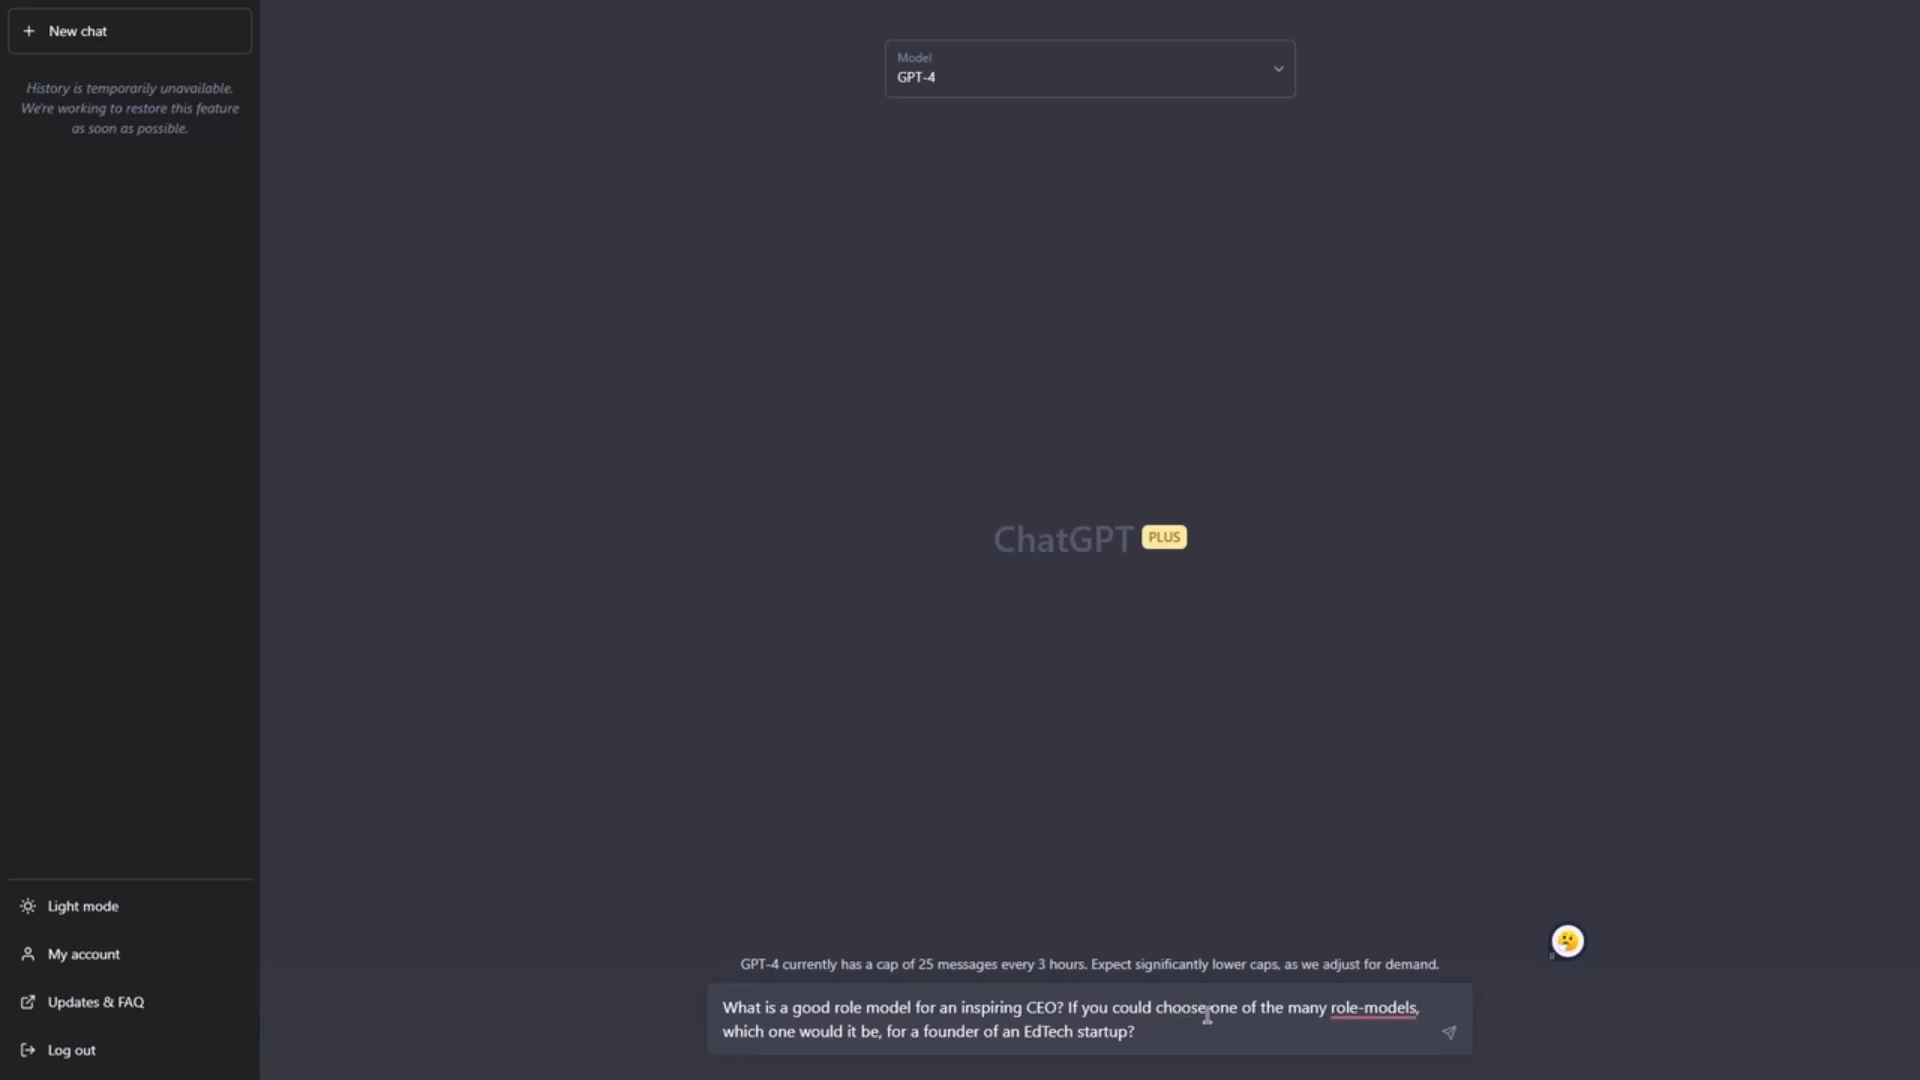 New chat
History is temporarily unavailable.
We're working to restore this feature
as soon as possible.
Model
GPT-4
ChatGPT PLUS
GPT-4 currently has a cap of 25 messages every 3 hours. Expect significantly lower caps, as we adjust for demand.
What is a good role model for an inspiring CEO? If you could choose one of the many role-models,
which one would it be, for a founder of an EdTech startup?
Light mode
My account
Updates & FAQ
Log out